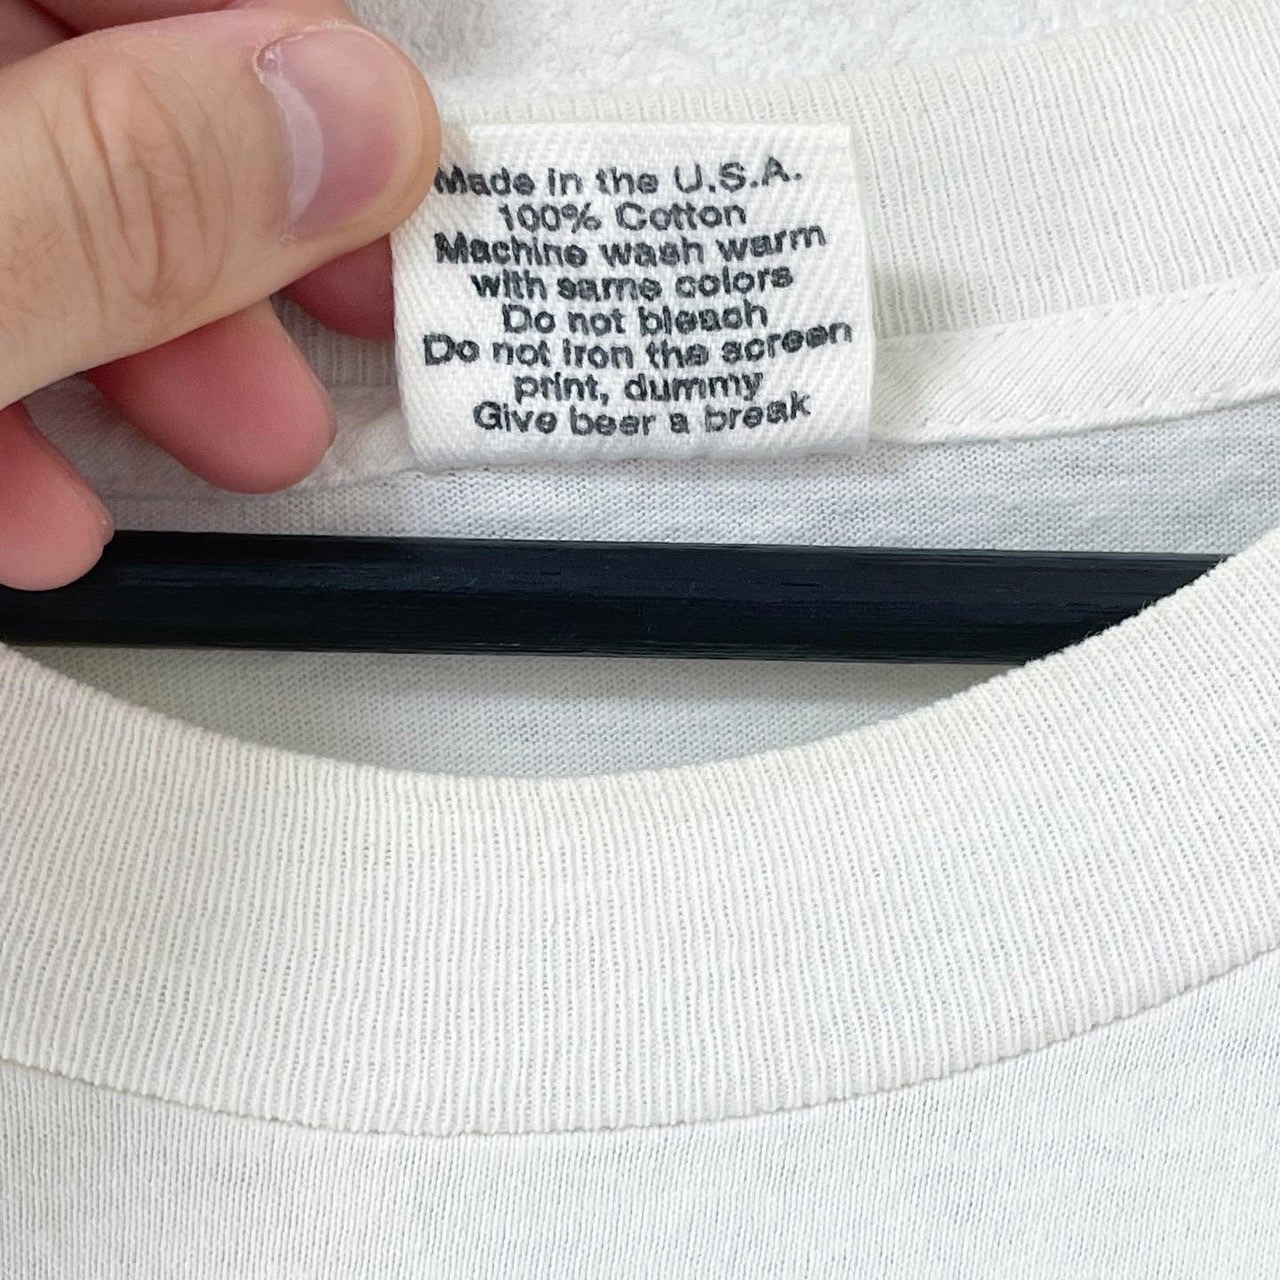 Made in the U.S.A.
100% Cotton
Machine wash warm
with same colors
Do not bleach
Do not iron the screen
print, dummy
Give beer a break